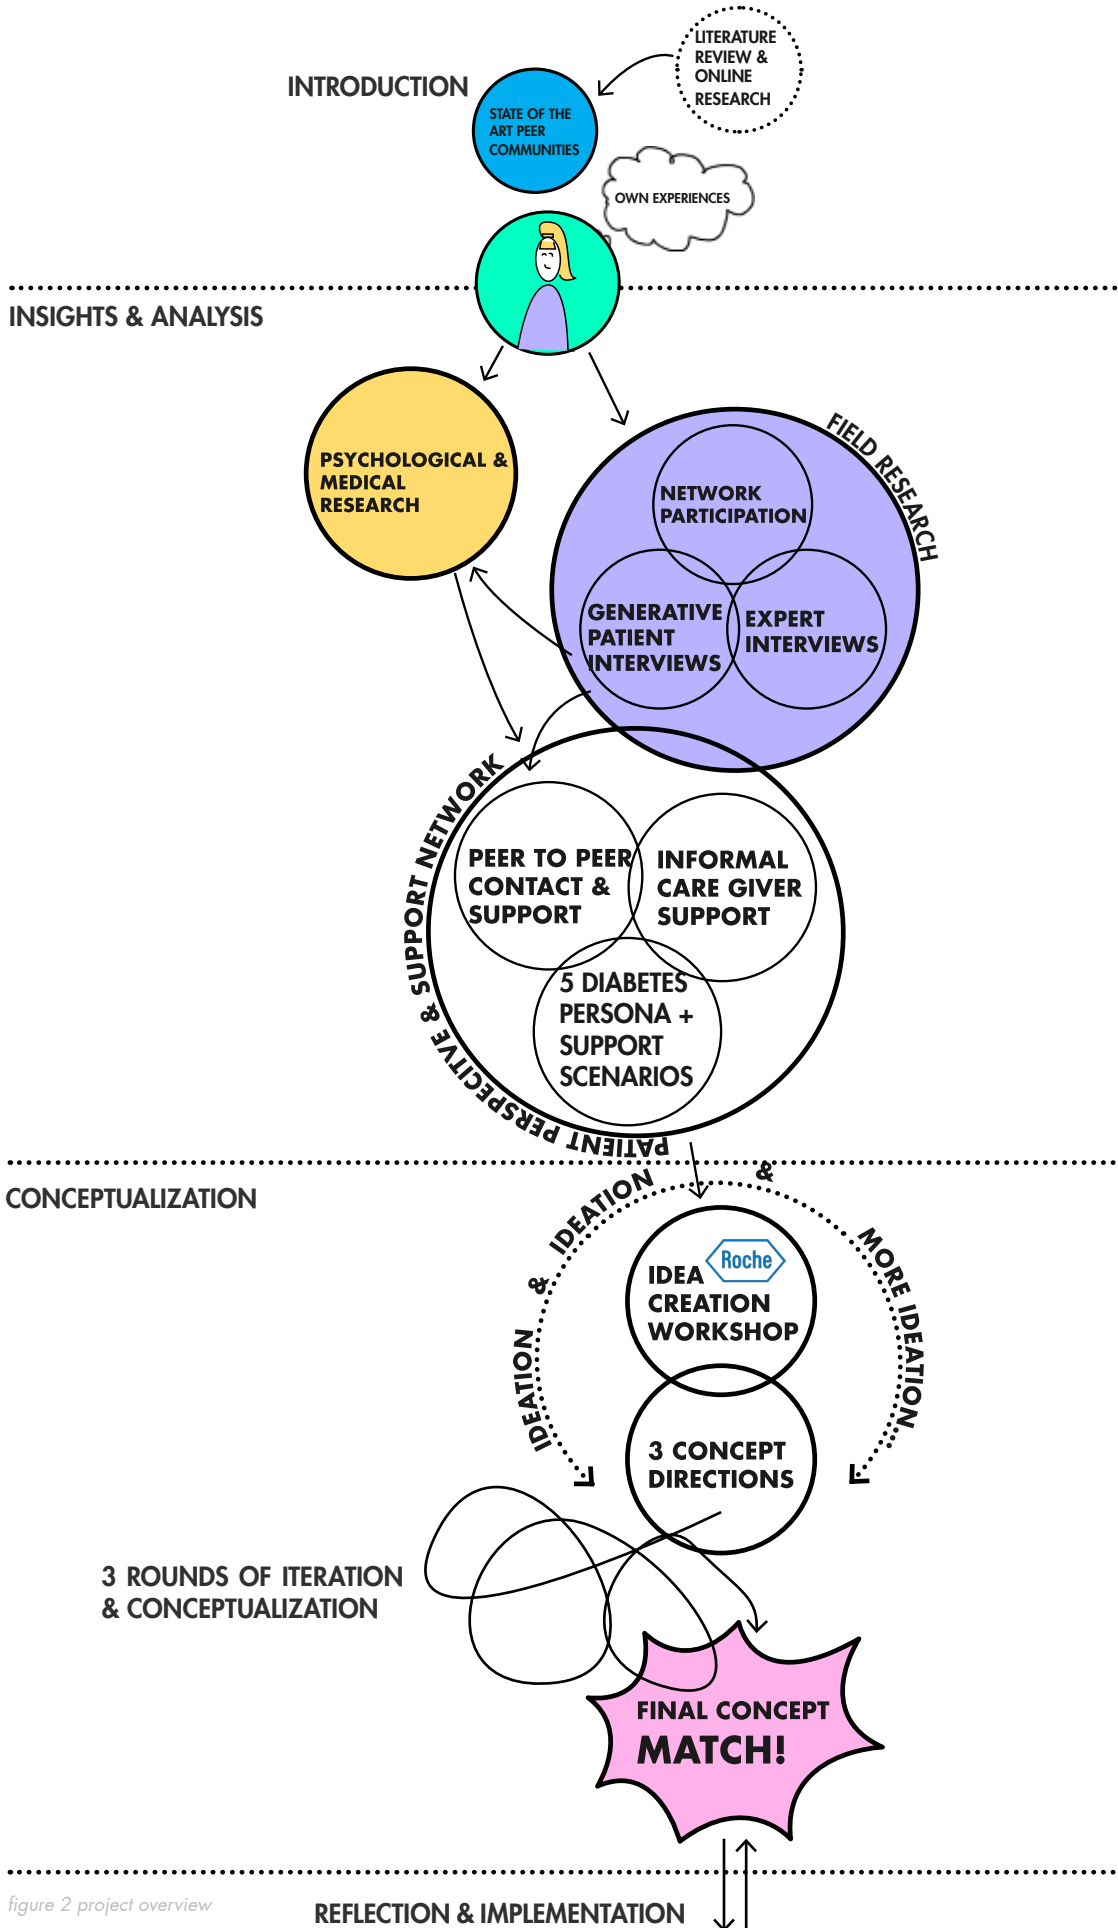 LITERATURE
REVIEW &
ONLINE
RESEARCH
INTRODUCTION
STATE OF THE
ART PEER
COMMUNITIES
OWN EXPERIENCES
INSIGHTS & ANALYSIS
FIELD RESEARCH
PSYCHOLOGICAL &
MEDICAL
RESEARCH
NETWORK
PARTICIPATION
GENERATIVE
PATIENT
INTERVIEWS
EXPERT
INTERVIEWS
PATIENT PERSPECITVE & SUPPORT NETWORK
PEER TO PEER
CONTACT &
SUPPORT
INFORMAL
CARE GIVER
SUPPORT
5 DIABETES
PERSONA +
SUPPORT
SCENARIOS
CONCEPTUALIZATION
IDEATION & IDEATION & MORE IDEATION...
Roche
IDEA
CREATION
WORKSHOP
3 CONCEPT
DIRECTIONS
3 ROUNDS OF ITERATION
& CONCEPTUALIZATION
FINAL CONCEPT
MATCH!
figure 2 project overview
REFLECTION & IMPLEMENTATION